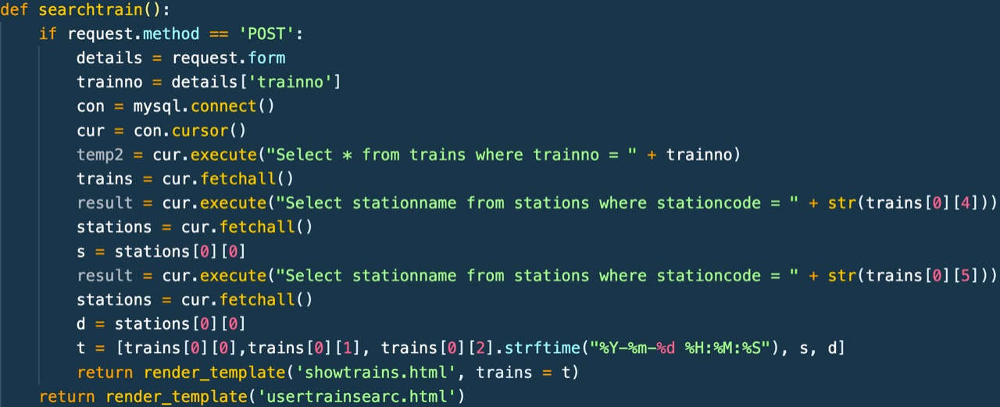 def searchtrain():
    if request.method == 'POST':
        details = request.form
        trainno = details['trainno']
        con = mysql.connect()
        cur = con.cursor()
        temp2 = cur.execute("Select * from trains where trainno = " + trainno)
        trains = cur.fetchall()
        result = cur.execute("Select stationname from stations where stationcode = " + str(trains[0][4]))
        stations = cur.fetchall()
        s = stations[0][0]
        result = cur.execute("Select stationname from stations where stationcode = " + str(trains[0][5]))
        stations = cur.fetchall()
        d = stations[0][0]
        t = [trains[0][0],trains[0][1], trains[0][2].strftime("%Y-%m-%d %H:%M:%S"), s, d]
        return render_template('showtrains.html', trains = t)
    return render_template('usertrainsearc.html')